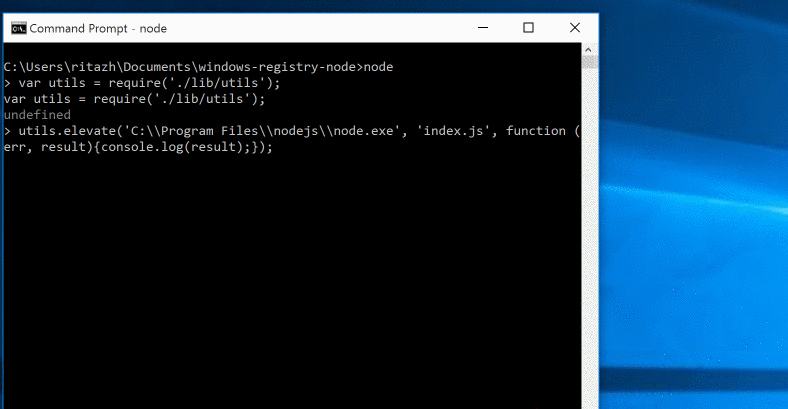 Command Prompt - node
C:\Users\ritazh\Documents\windows-registry-node>node
> var utils = require('./lib/utils');
var utils = require('./lib/utils');
undefined
> utils.elevate('C:\\Program Files\\nodejs\\node.exe', 'index.js', function (
err, result){console.log(result);});